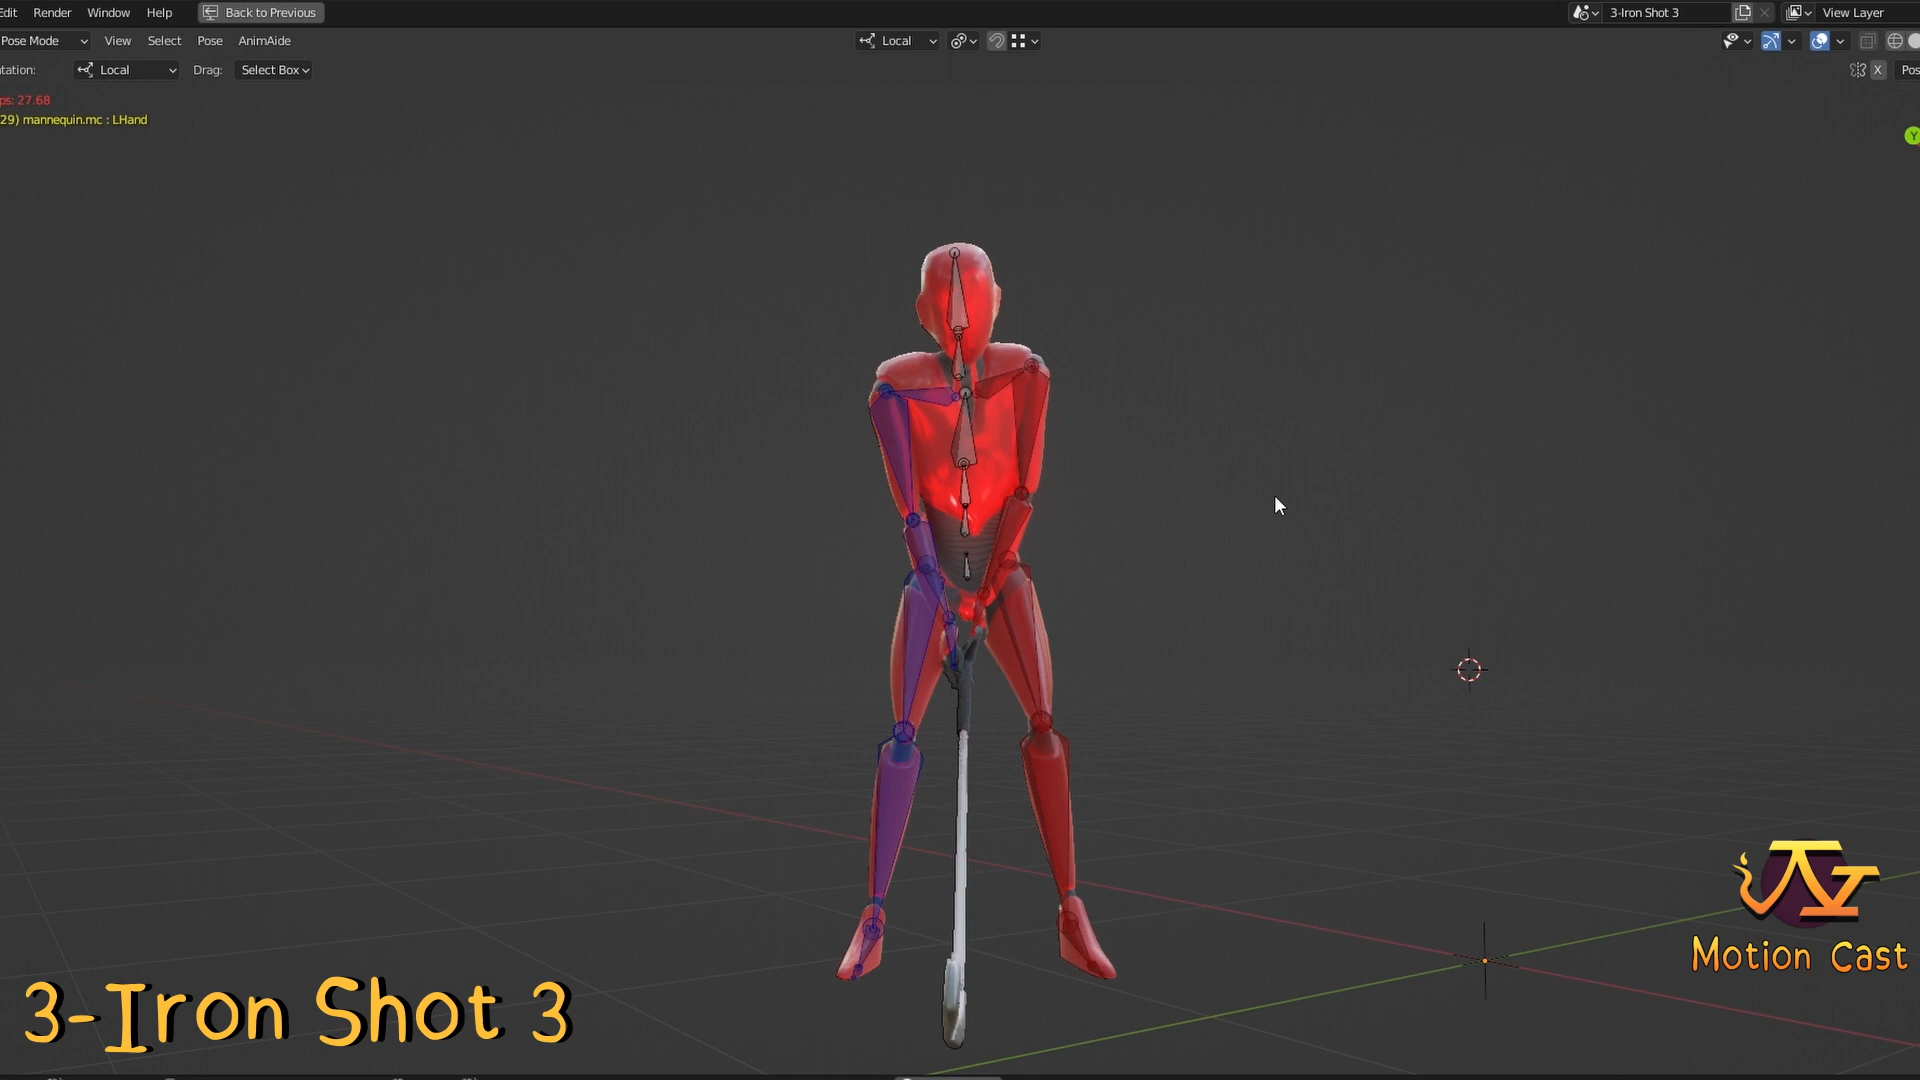 Edit Render Window Help Back to Previous 3-Iron Shot 3 View Layer
Pose Mode View Select Pose AnimAide Local
tation: Local Drag: Select Box X Pos
ps: 27.68
29) mannequin.mc : LHand
Y
Motion Cast
3-Iron Shot 3